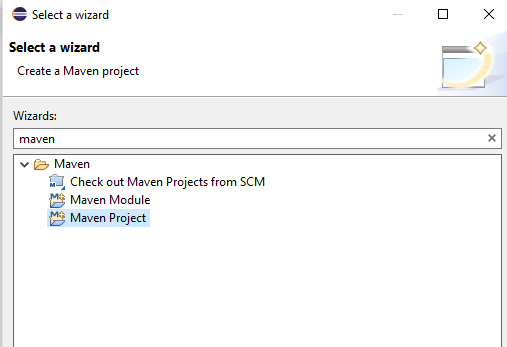 Select a wizard
Select a wizard
Create a Maven project
Wizards:
maven
Maven
Check out Maven Projects from SCM
Maven Module
Maven Project